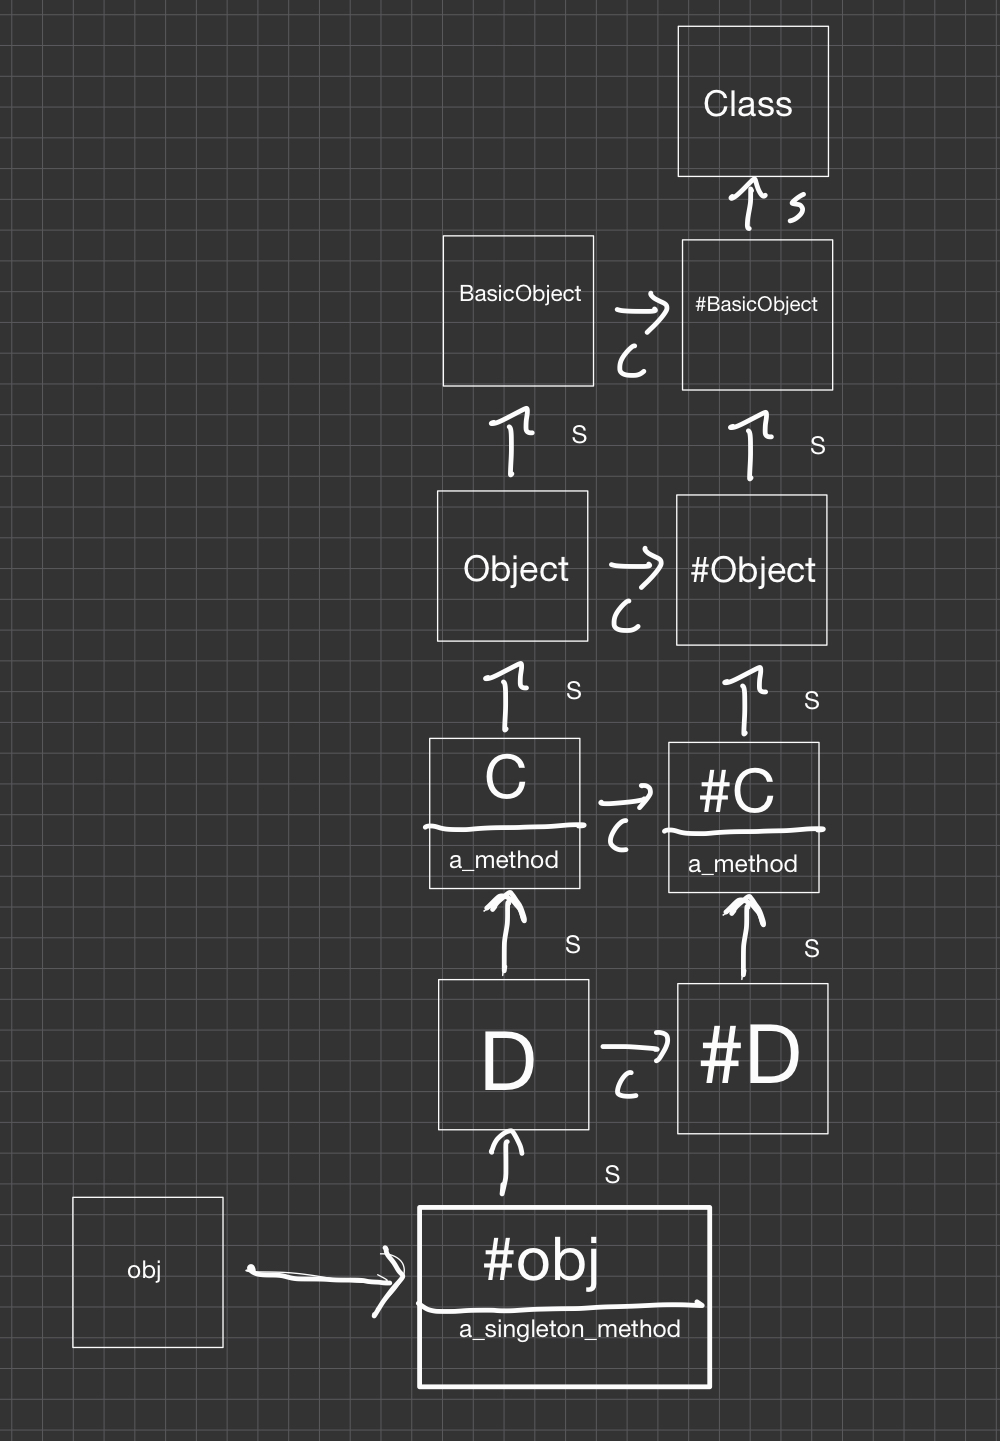 Class
S
BasicObject
#BasicObject
C
S
S
Object
#Object
C
S
S
C
#C
C
a_method
a_method
S
S
D
#D
C
S
obj
#obj
a_singleton_method